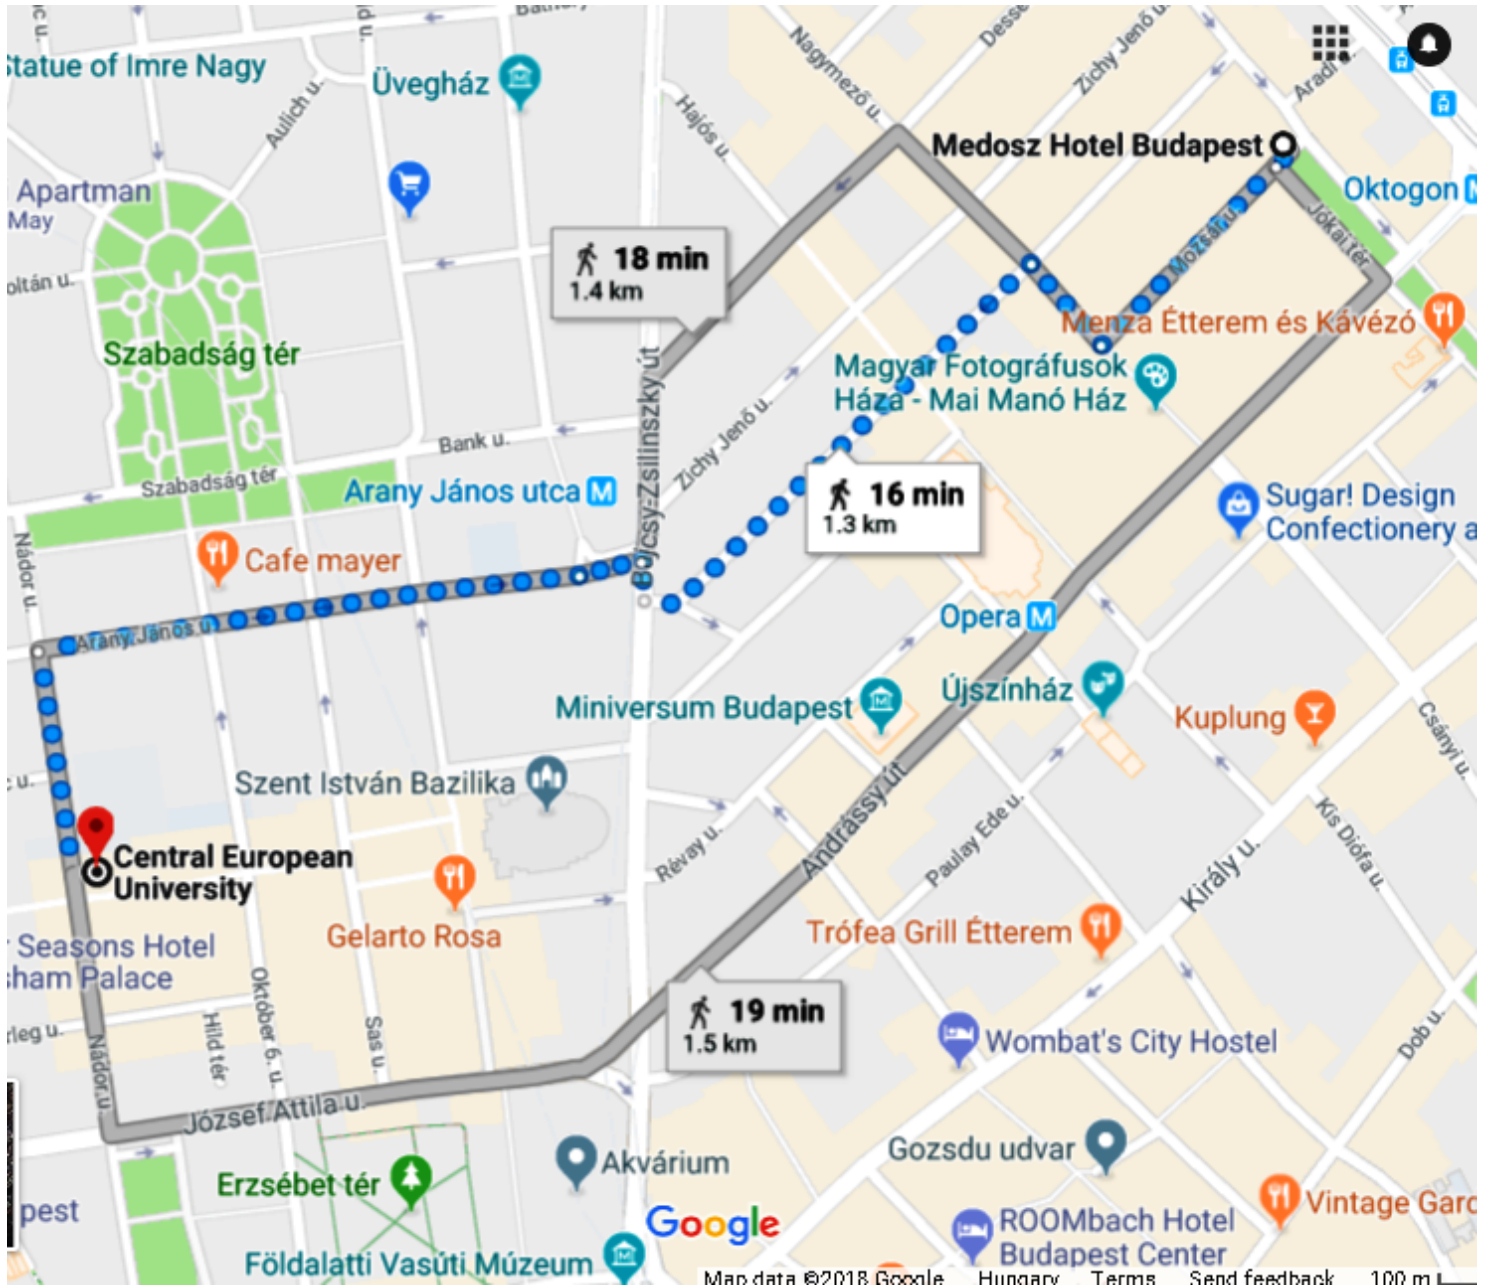 Nagymező u.
Zichy Jenő u.
Statue of Imre Nagy
Üvegház
Aulich u.
Hajós u.
Medosz Hotel Budapest
Apartman
May
Oktogon
Jókai tér
Mozsár u.
18 min
1.4 km
Menza Étterem és Kávézó
Szabadság tér
Magyar Fotográfusok
Háza - Mai Manó Ház
Bajcsy-Zsilinszky út
Zichy Jenő u.
Bank u.
Szabadság tér
Arany János utca M
16 min
1.3 km
Sugar! Design
Confectionery a
Nádor u.
Cafe mayer
Opera M
Arany János u.
Újszínház
Miniversum Budapest
Kuplung
Csányi u.
Szent István Bazilika
Andrássy út
Révay u.
Paulay Ede u.
Kis Diófa u.
Király u.
Central European
University
Gelarto Rosa
Trófea Grill Étterem
Seasons Hotel
sham Palace
Október 6. u.
Hild tér
Sas u.
19 min
1.5 km
Wombat's City Hostel
Dob u.
Nádor u.
József Attila u.
Gozsdu udvar
Akvárium
Erzsébet tér
pest
Vintage Gard
Google
ROOMbach Hotel
Budapest Center
Földalatti Vasúti Múzeum
Map data ©2018 Google Hungary Terms Send feedback 100 m